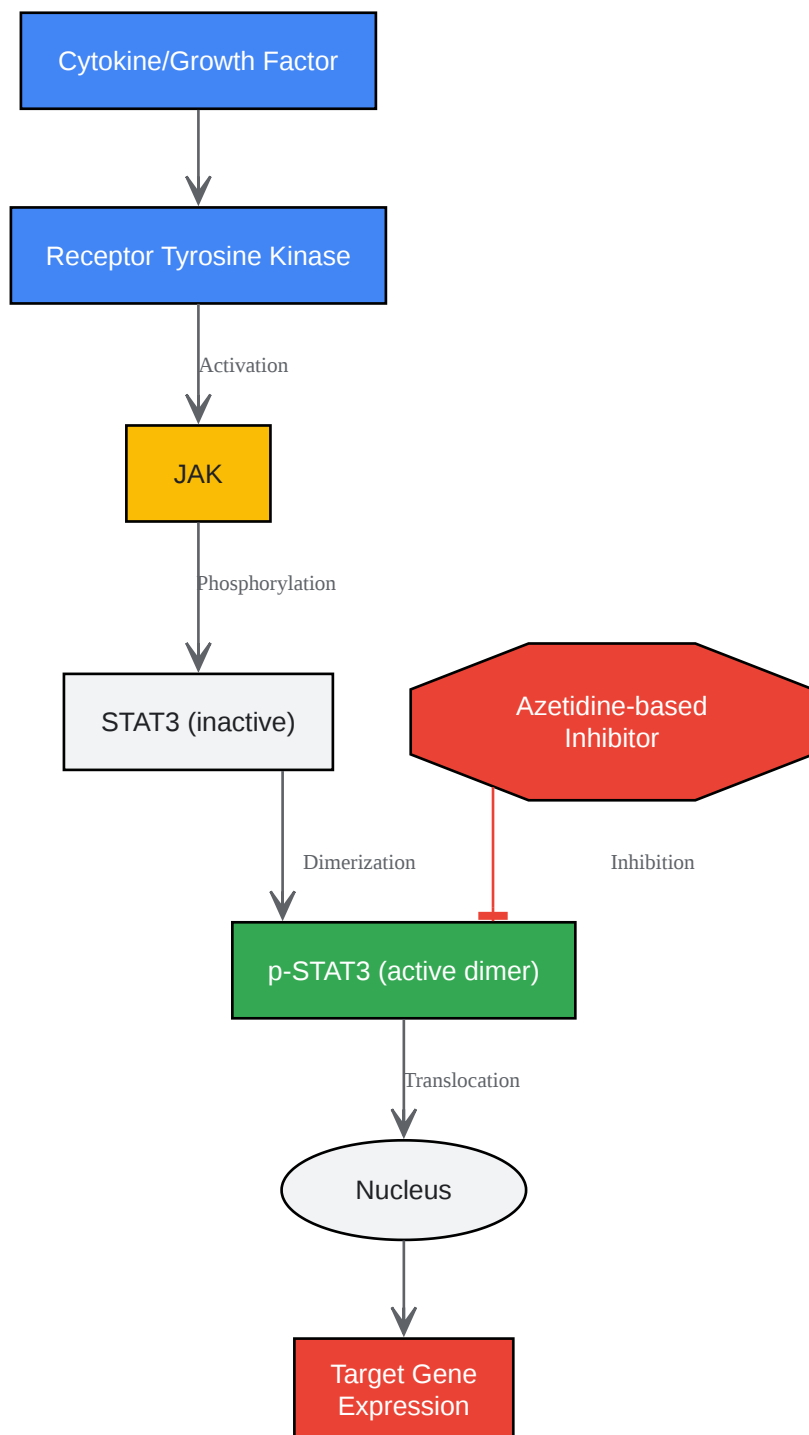 Cytokine/Growth Factor
Receptor Tyrosine Kinase
Activation
JAK
Phosphorylation
STAT3 (inactive)
Azetidine-based
Inhibitor
Dimerization
Inhibition
p-STAT3 (active dimer)
Translocation
Nucleus
Target Gene
Expression